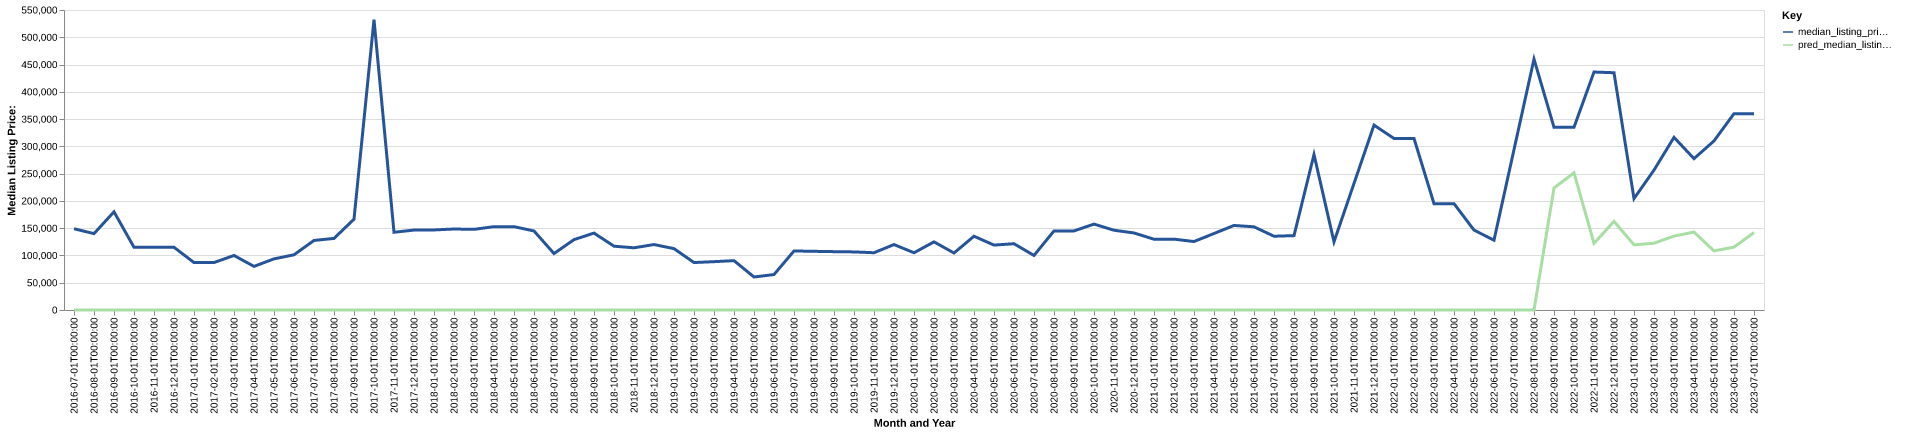 550,000
500,000
450,000
400,000
350,000
300,000
250,000
200,000
150,000
100,000
50,000
0
Median Listing Price:
2016-07-01T00:00:00
2016-08-01T00:00:00
2016-09-01T00:00:00
2016-10-01T00:00:00
2016-11-01T00:00:00
2016-12-01T00:00:00
2017-01-01T00:00:00
2017-02-01T00:00:00
2017-03-01T00:00:00
2017-04-01T00:00:00
2017-05-01T00:00:00
2017-06-01T00:00:00
2017-07-01T00:00:00
2017-08-01T00:00:00
2017-09-01T00:00:00
2017-10-01T00:00:00
2017-11-01T00:00:00
2017-12-01T00:00:00
2018-01-01T00:00:00
2018-02-01T00:00:00
2018-03-01T00:00:00
2018-04-01T00:00:00
2018-05-01T00:00:00
2018-06-01T00:00:00
2018-07-01T00:00:00
2018-08-01T00:00:00
2018-09-01T00:00:00
2018-10-01T00:00:00
2018-11-01T00:00:00
2018-12-01T00:00:00
2019-01-01T00:00:00
2019-02-01T00:00:00
2019-03-01T00:00:00
2019-04-01T00:00:00
2019-05-01T00:00:00
2019-06-01T00:00:00
2019-07-01T00:00:00
2019-08-01T00:00:00
2019-09-01T00:00:00
2019-10-01T00:00:00
2019-11-01T00:00:00
2019-12-01T00:00:00
2020-01-01T00:00:00
2020-02-01T00:00:00
2020-03-01T00:00:00
2020-04-01T00:00:00
2020-05-01T00:00:00
2020-06-01T00:00:00
2020-07-01T00:00:00
2020-08-01T00:00:00
2020-09-01T00:00:00
2020-10-01T00:00:00
2020-11-01T00:00:00
2020-12-01T00:00:00
2021-01-01T00:00:00
2021-02-01T00:00:00
2021-03-01T00:00:00
2021-04-01T00:00:00
2021-05-01T00:00:00
2021-06-01T00:00:00
2021-07-01T00:00:00
2021-08-01T00:00:00
2021-09-01T00:00:00
2021-10-01T00:00:00
2021-11-01T00:00:00
2021-12-01T00:00:00
2022-01-01T00:00:00
2022-02-01T00:00:00
2022-03-01T00:00:00
2022-04-01T00:00:00
2022-05-01T00:00:00
2022-06-01T00:00:00
2022-07-01T00:00:00
2022-08-01T00:00:00
2022-09-01T00:00:00
2022-10-01T00:00:00
2022-11-01T00:00:00
2022-12-01T00:00:00
2023-01-01T00:00:00
2023-02-01T00:00:00
2023-03-01T00:00:00
2023-04-01T00:00:00
2023-05-01T00:00:00
2023-06-01T00:00:00
2023-07-01T00:00:00
Month and Year
Key
median_listing_pri…
pred_median_listin…